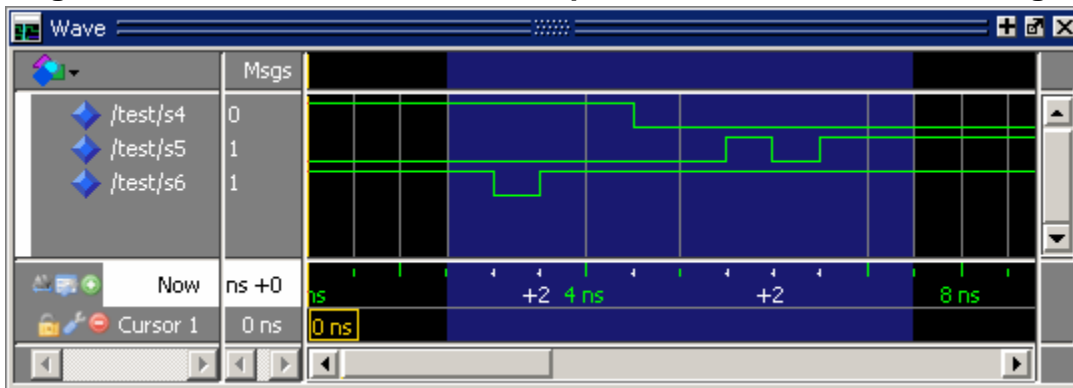 Wave
Msgs
/test/s4 0
/test/s5 1
/test/s6 1
Now ns +0 ns +2 4 ns +2 8 ns
Cursor 1 0 ns 0 ns